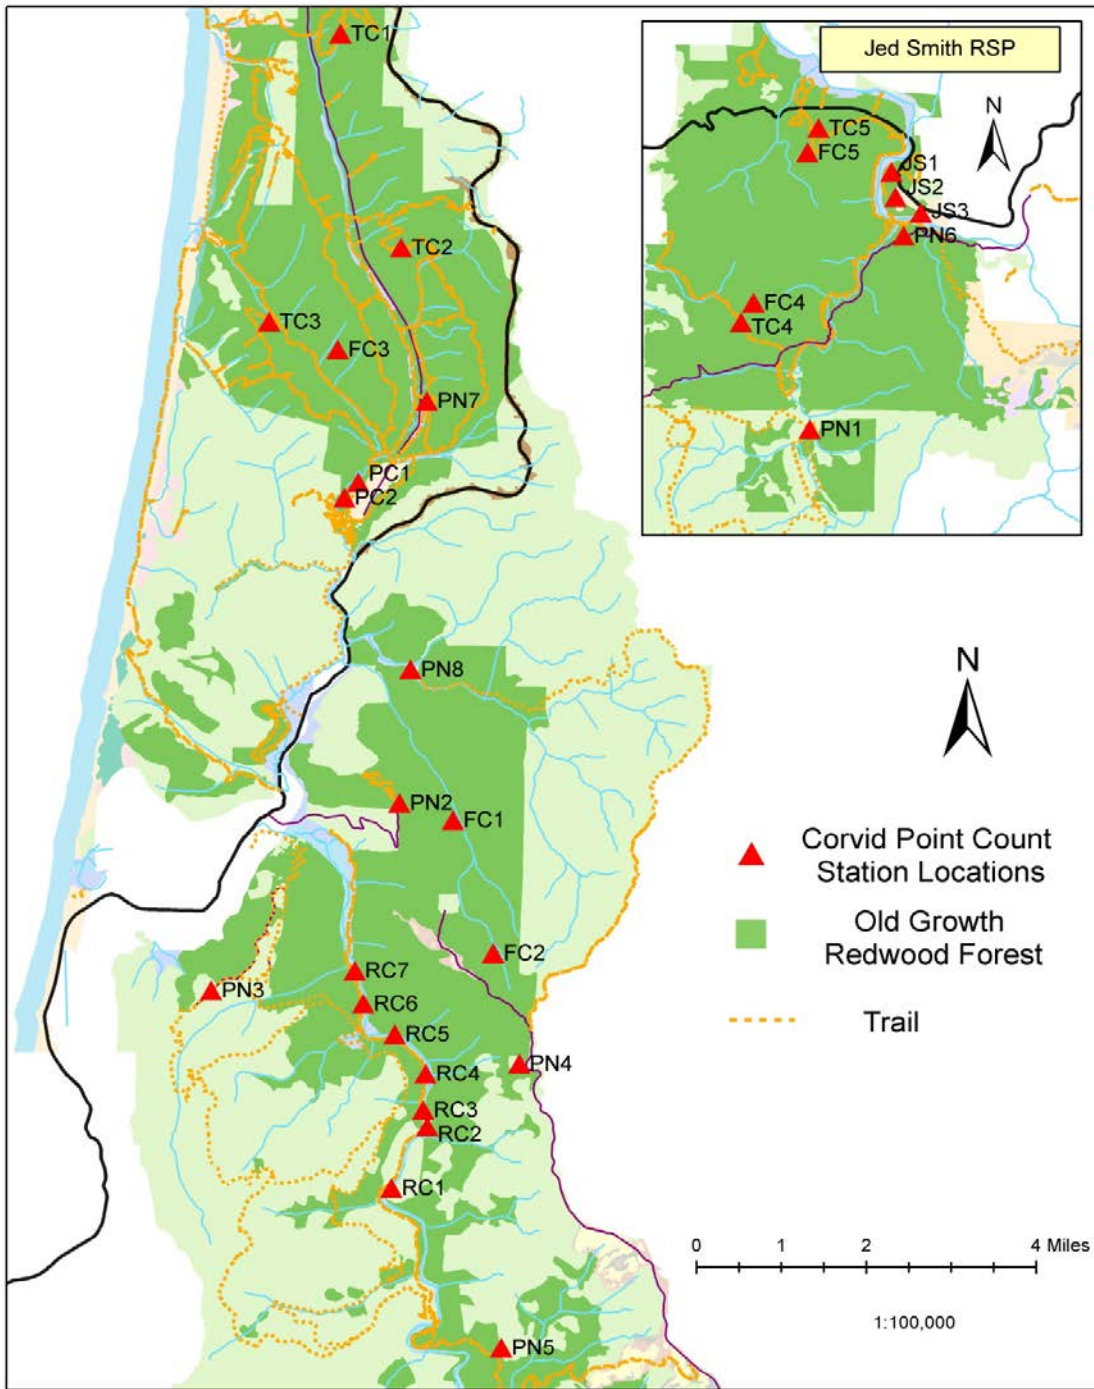 TC1
Jed Smith RSP
N
TC5
FC5
JS1
JS2
JS3
PN6
TC2
FC4
TC4
TC3
FC3
PN7
PN1
PC1
PC2
PN8
N
PN2
FC1
Corvid Point Count
Station Locations
Old Growth
Redwood Forest
FC2
RC7
PN3
RC6
Trail
RC5
PN4
RC4
RC3
RC2
RC1
0 1 2 4 Miles
1:100,000
PN5